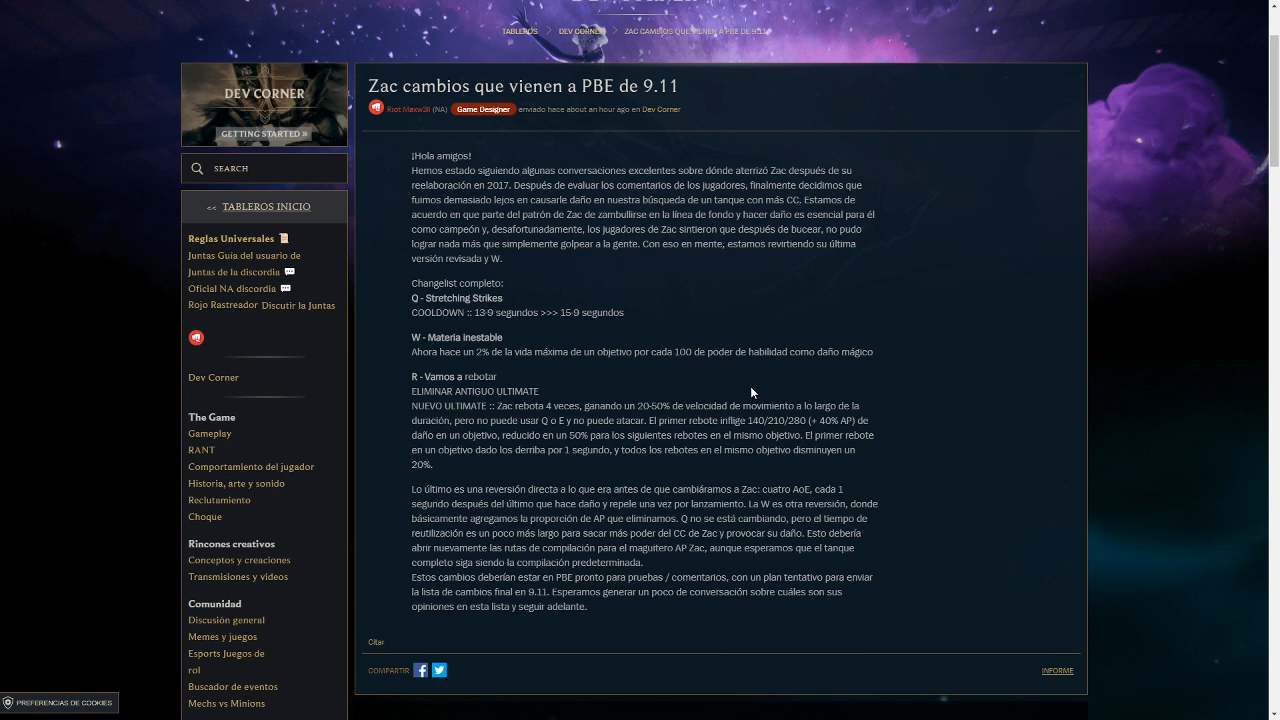 TABLEROS > DEV CORNER > ZAC CAMBIOS QUE VIENEN A PBE DE 9.11
DEV CORNER
GETTING STARTED »
SEARCH
<< TABLEROS INICIO
Reglas Universales
Juntas Guía del usuario de
Juntas de la discordia
Oficial NA discordia
Rojo Rastreador Discutir la Juntas
Dev Corner
The Game
Gameplay
RANT
Comportamiento del jugador
Historia, arte y sonido
Reclutamiento
Choque
Rincones creativos
Conceptos y creaciones
Transmisiones y videos
Comunidad
Discusión general
Memes y juegos
Esports Juegos de
rol
Buscador de eventos
Mechs vs Minions
PREFERENCIAS DE COOKIES
Zac cambios que vienen a PBE de 9.11
Riot Maxw3ll (NA) Game Designer enviado hace about an hour ago en Dev Corner
¡Hola amigos!
Hemos estado siguiendo algunas conversaciones excelentes sobre dónde aterrizó Zac después de su
reelaboración en 2017. Después de evaluar los comentarios de los jugadores, finalmente decidimos que
fuimos demasiado lejos en causarle daño en nuestra búsqueda de un tanque con más CC. Estamos de
acuerdo en que parte del patrón de Zac de zambullirse en la línea de fondo y hacer daño es esencial para él
como campeón y, desafortunadamente, los jugadores de Zac sintieron que después de bucear, no pudo
lograr nada más que simplemente golpear a la gente. Con eso en mente, estamos revirtiendo su última
versión revisada y W.
Changelist completo:
Q - Stretching Strikes
COOLDOWN :: 13-9 segundos >>> 15-9 segundos
W - Materia inestable
Ahora hace un 2% de la vida máxima de un objetivo por cada 100 de poder de habilidad como daño mágico
R - Vamos a rebotar
ELIMINAR ANTIGUO ULTIMATE
NUEVO ULTIMATE :: Zac rebota 4 veces, ganando un 20-50% de velocidad de movimiento a lo largo de la
duración, pero no puede usar Q o E y no puede atacar. El primer rebote inflige 140/210/280 (+ 40% AP) de
daño en un objetivo, reducido en un 50% para los siguientes rebotes en el mismo objetivo. El primer rebote
en un objetivo dado los derriba por 1 segundo, y todos los rebotes en el mismo objetivo disminuyen un
20%.
Lo último es una reversión directa a lo que era antes de que cambiáramos a Zac: cuatro AoE, cada 1
segundo después del último que hace daño y repele una vez por lanzamiento. La W es otra reversión, donde
básicamente agregamos la proporción de AP que eliminamos. Q no se está cambiando, pero el tiempo de
reutilización es un poco más largo para sacar más poder del CC de Zac y provocar su daño. Esto debería
abrir nuevamente las rutas de compilación para el maguitero AP Zac, aunque esperamos que el tanque
completo siga siendo la compilación predeterminada.
Estos cambios deberían estar en PBE pronto para pruebas / comentarios, con un plan tentativo para enviar
la lista de cambios final en 9.11. Esperamos generar un poco de conversación sobre cuáles son sus
opiniones en esta lista y seguir adelante.
Citar
COMPARTIR
INFORME